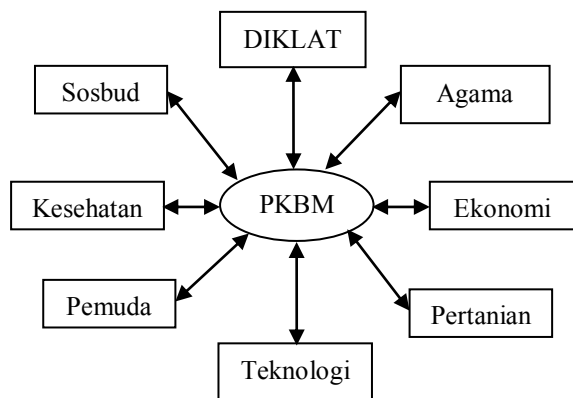 DIKLAT
Sosbud
Agama
Kesehatan
PKBM
Ekonomi
Pemuda
Pertanian
Teknologi